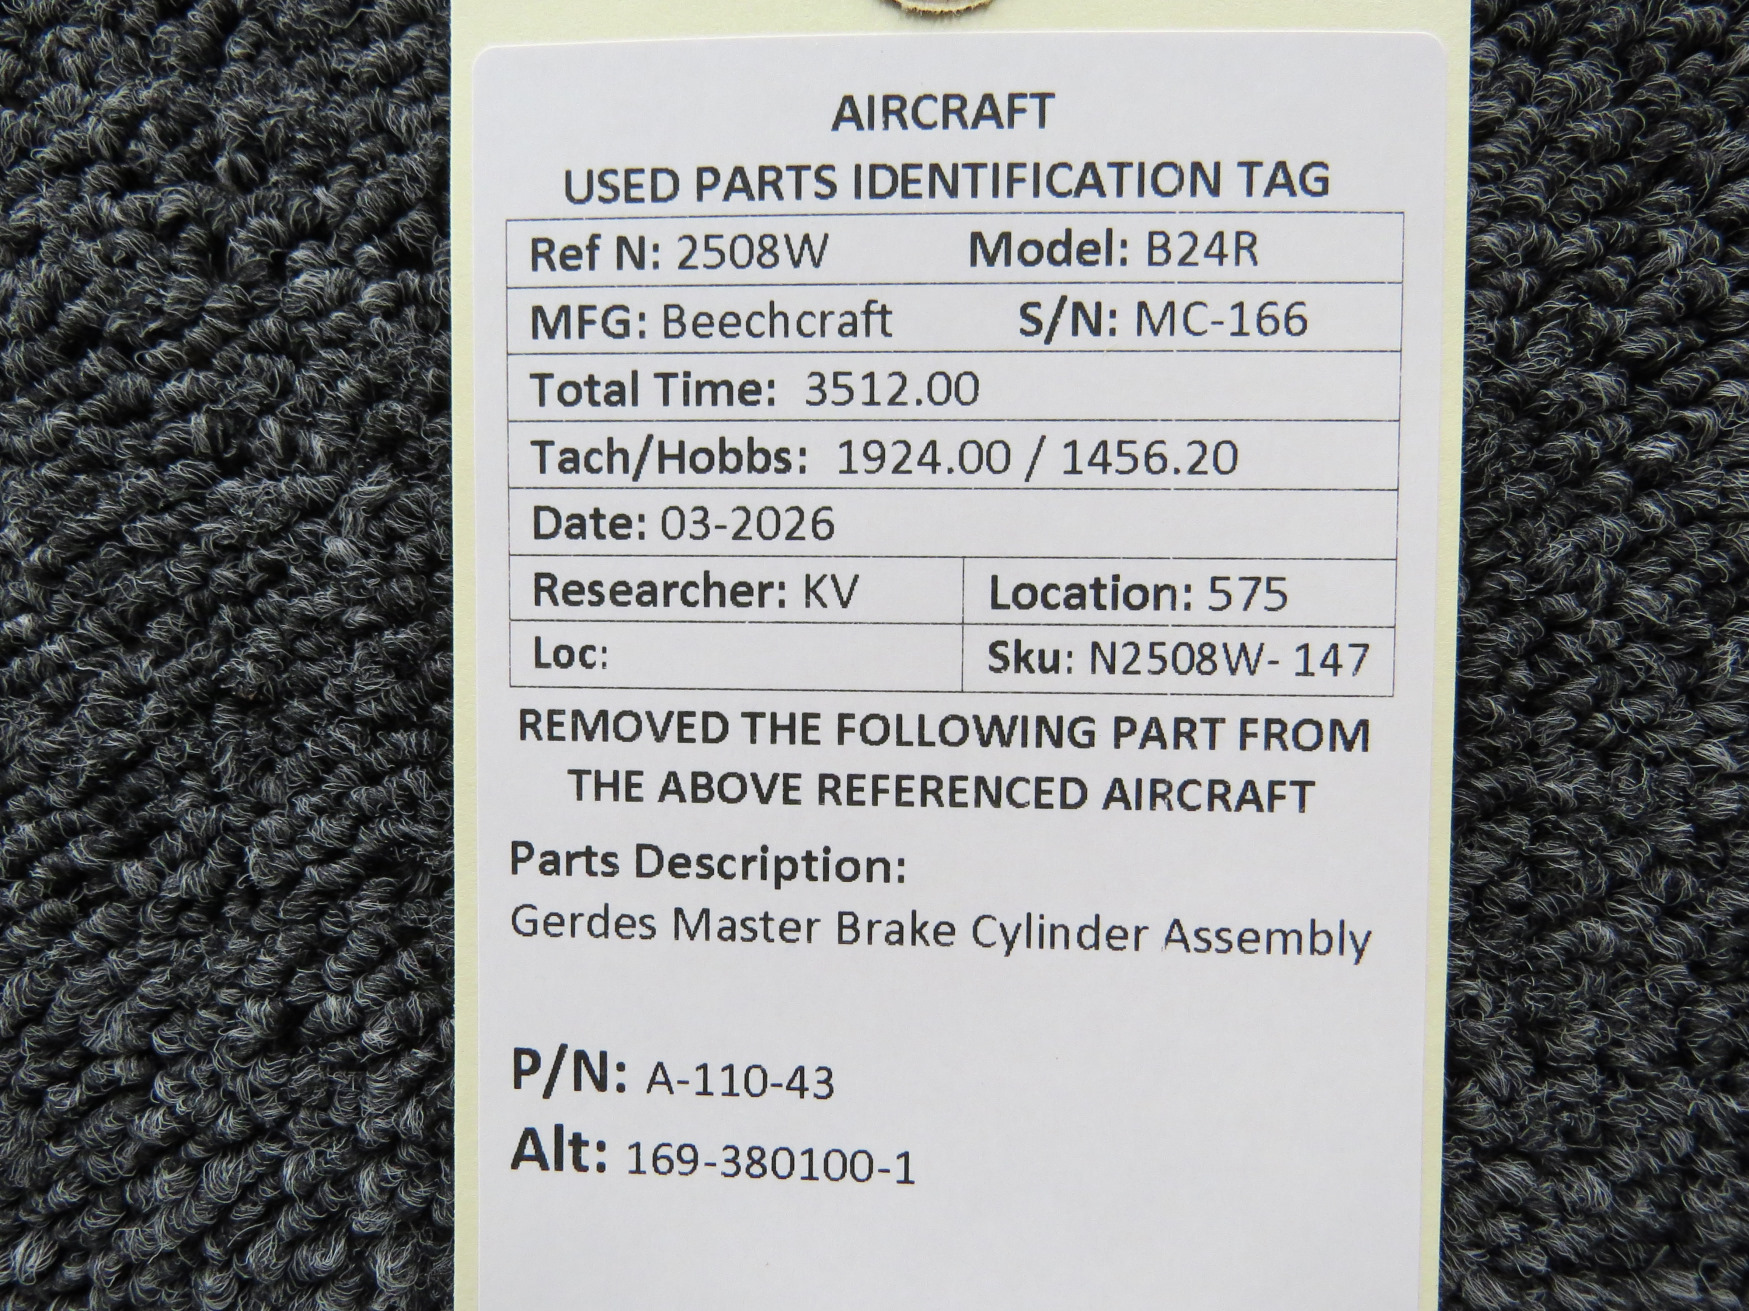 AIRCRAFT
USED PARTS IDENTIFICATION TAG
Ref N: 2508W Model: B24R
MFG: Beechcraft S/N: MC-166
Total Time: 3512.00
Tach/Hobbs: 1924.00 / 1456.20
Date: 03-2026
Researcher: KV Location: 575
Loc: Sku: N2508W- 147
REMOVED THE FOLLOWING PART FROM
THE ABOVE REFERENCED AIRCRAFT
Parts Description:
Gerdes Master Brake Cylinder Assembly
P/N: A-110-43
Alt: 169-380100-1